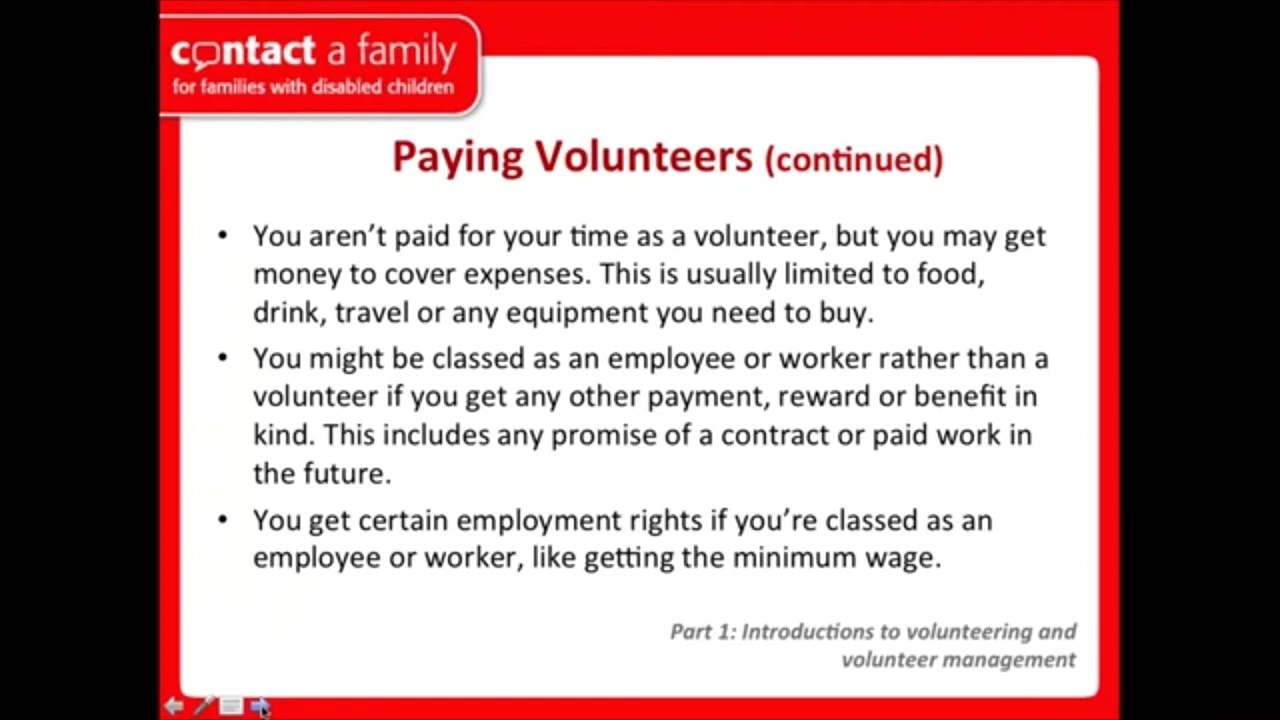 contact a family
for families with disabled children
Paying Volunteers (continued)
• You aren’t paid for your time as a volunteer, but you may get
money to cover expenses. This is usually limited to food,
drink, travel or any equipment you need to buy.
• You might be classed as an employee or worker rather than a
volunteer if you get any other payment, reward or benefit in
kind. This includes any promise of a contract or paid work in
the future.
• You get certain employment rights if you’re classed as an
employee or worker, like getting the minimum wage.
Part 1: Introductions to volunteering and
volunteer management